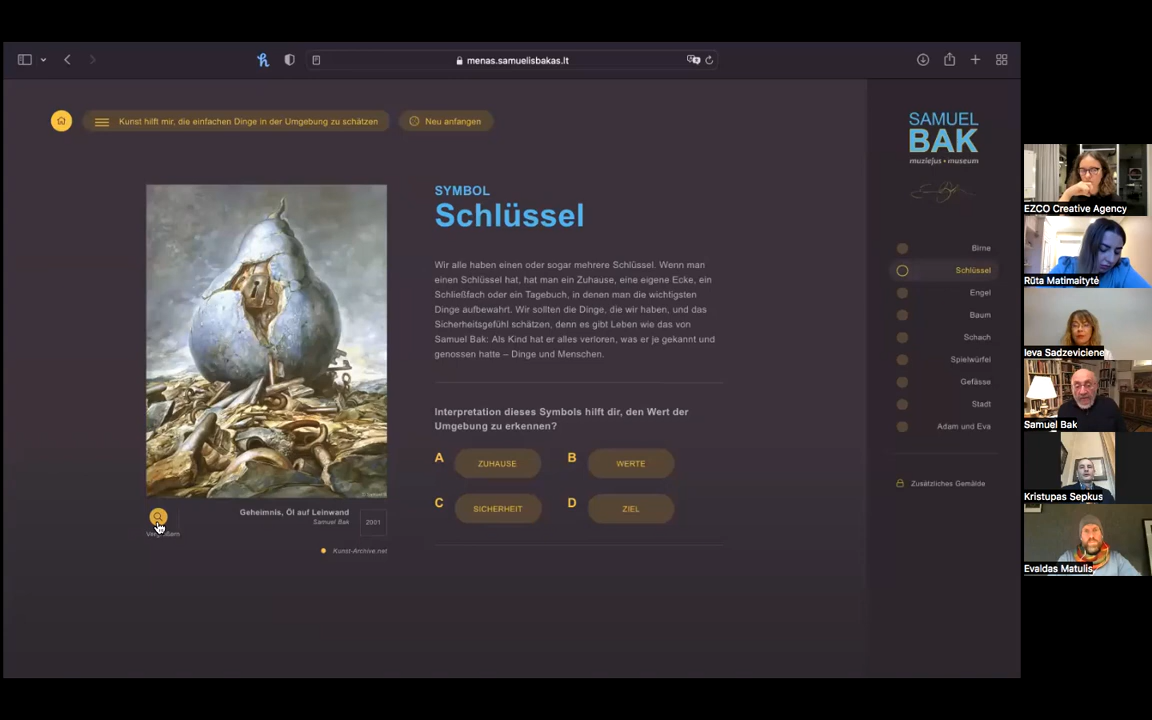 menas.samuelisbakas.lt
Kunst hilft mir, die einfachen Dinge in der Umgebung zu schätzen
Neu anfangen
SYMBOL
Schlüssel
Wir alle haben einen oder sogar mehrere Schlüssel. Wenn man
einen Schlüssel hat, hat man ein Zuhause, eine eigene Ecke, ein
Schließfach oder ein Tagebuch, in denen man die wichtigsten
Dinge aufbewahrt. Wir sollten die Dinge, die wir haben, und das
Sicherheitsgefühl schätzen, denn es gibt Leben wie das von
Samuel Bak: Als Kind hat er alles verloren, was er je gekannt und
genossen hatte – Dinge und Menschen.
Interpretation dieses Symbols hilft dir, den Wert der
Umgebung zu erkennen?
A ZUHAUSE
B WERTE
C SICHERHEIT
D ZIEL
Geheimnis, Öl auf Leinwand
Samuel Bak
2001
Kunst-Archive.net
SAMUEL
BAK
muziejus • museum
Birne
Schlüssel
Engel
Baum
Schach
Spielwürfel
Gefässe
Stadt
Adam und Eva
Zusätzliches Gemälde
EZCO Creative Agency
Rūta Matimaitytė
Ieva Sadzeviciene
Samuel Bak
Kristupas Sepkus
Evaldas Matulis